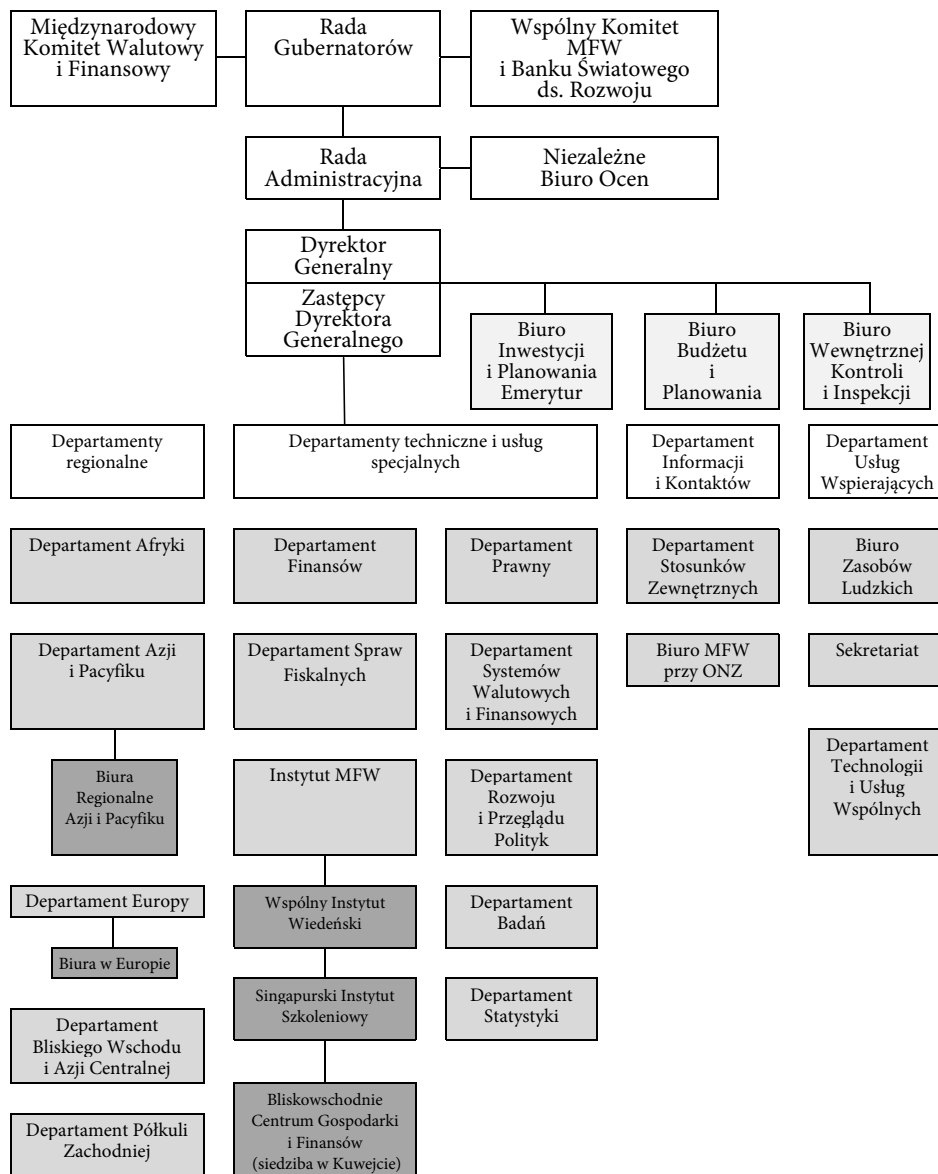 Międzynarodowy
Komitet Walutowy
i Finansowy
Rada
Gubernatorów
Wspólny Komitet
MFW
i Banku Światowego
ds. Rozwoju
Rada
Administracyjna
Niezależne
Biuro Ocen
Dyrektor
Generalny
Zastępcy
Dyrektora
Generalnego
Biuro
Inwestycji
i Planowania
Emerytur
Biuro
Budżetu
i
Planowania
Biuro
Wewnętrznej
Kontroli
i Inspekcji
Departamenty
regionalne
Departamenty techniczne i usług
specjalnych
Departament
Informacji
i Kontaktów
Departament
Usług
Wspierających
Departament Afryki
Departament
Finansów
Departament
Prawny
Departament
Stosunków
Zewnętrznych
Biuro
Zasobów
Ludzkich
Departament Azji
i Pacyfiku
Departament Spraw
Fiskalnych
Departament
Systemów
Walutowych
i Finansowych
Biuro MFW
przy ONZ
Sekretariat
Biura
Regionalne
Azji i Pacyfiku
Instytut MFW
Departament
Rozwoju
i Przeglądu
Polityk
Departament
Technologii
i Usług
Wspólnych
Departament Europy
Wspólny Instytut
Wiedeński
Departament
Badań
Biura w Europie
Singapurski Instytut
Szkoleniowy
Departament
Statystyki
Departament
Bliskiego Wschodu
i Azji Centralnej
Bliskowschodnie
Centrum Gospodarki
i Finansów
(siedziba w Kuwejcie)
Departament Półkuli
Zachodniej